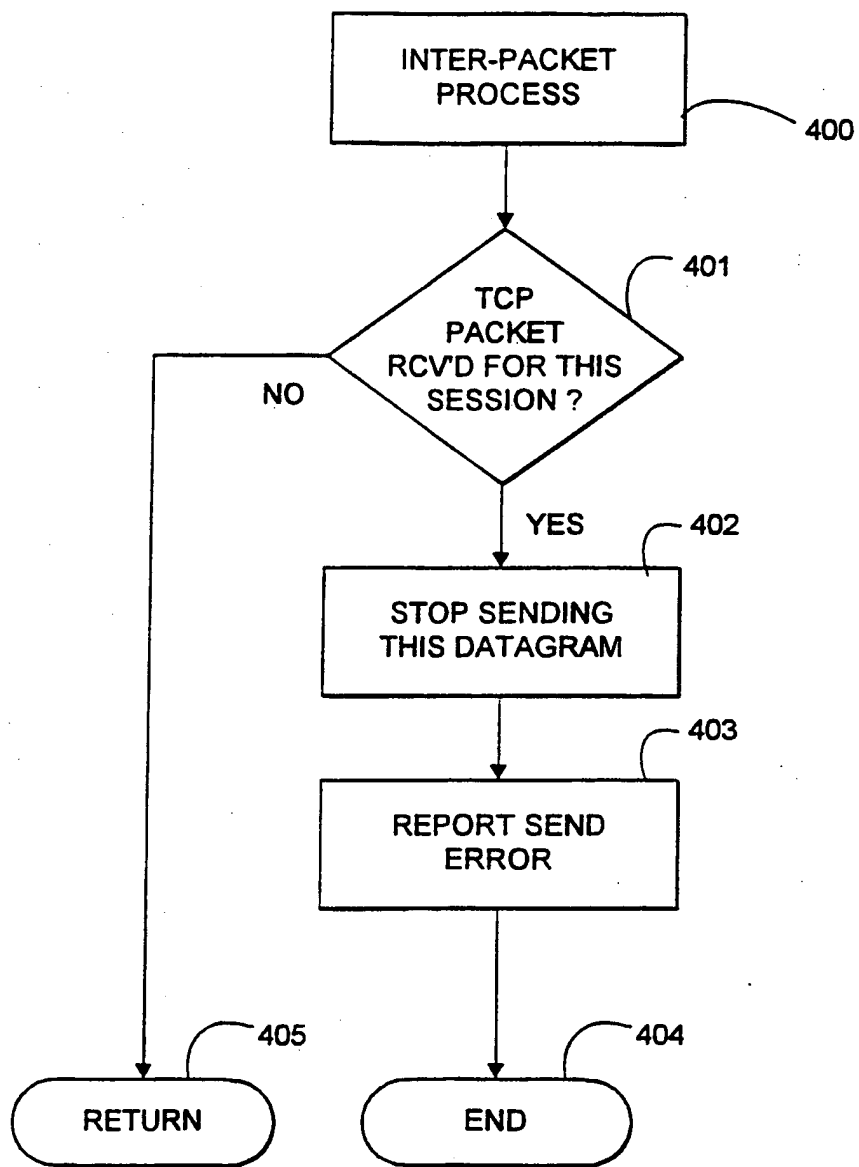 INTER-PACKET
PROCESS
400
401
TCP
PACKET
RCV'D FOR THIS
SESSION ?
NO
YES
402
STOP SENDING
THIS DATAGRAM
403
REPORT SEND
ERROR
405
404
RETURN
END